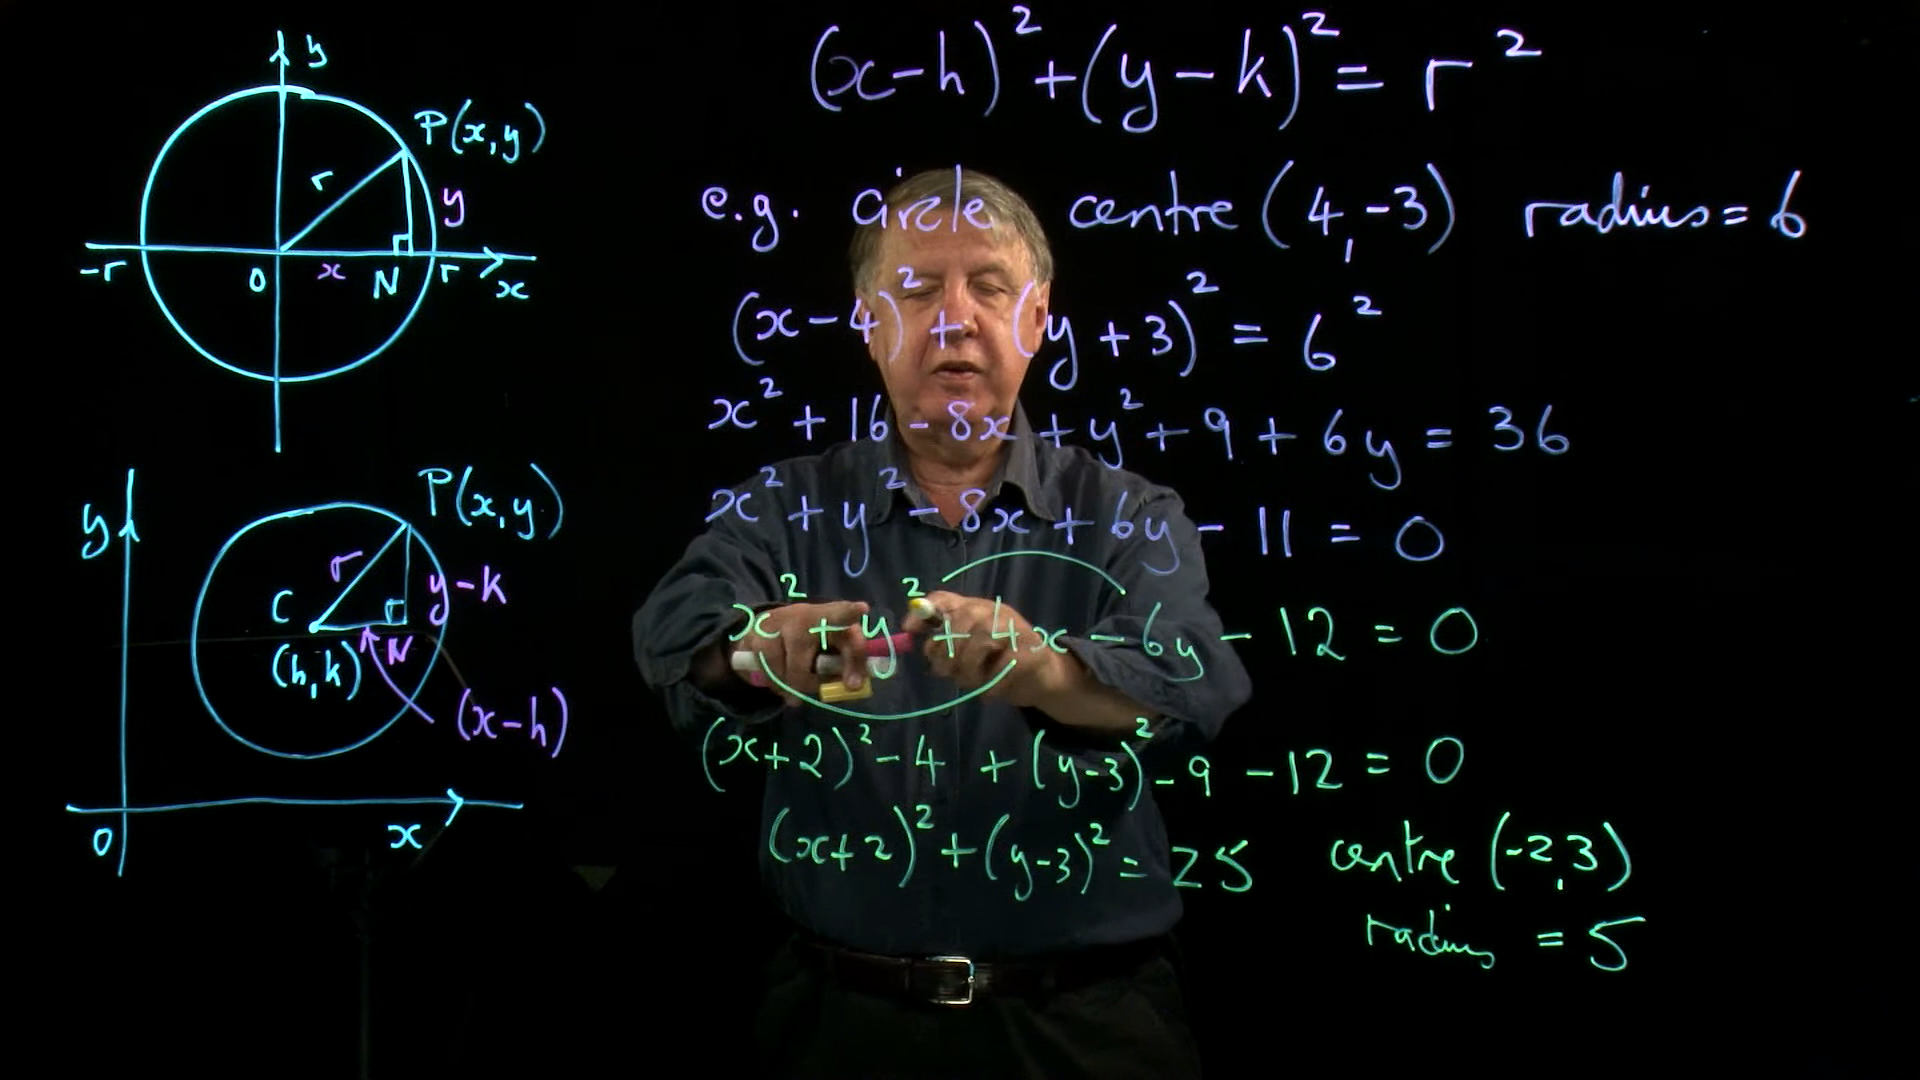 y
P(x,y)
r
y
-r
O
x
N
r
x
y
P(x,y)
r
y-k
C
N
(h,k)
(x-h)
O
x
(x-h)² + (y-k)² = r²
e.g. circle centre (4,-3) radius = 6
(x-4)² + (y+3)² = 6²
x² + 16 - 8x + y² + 9 + 6y = 36
x² + y² - 8x + 6y - 11 = 0
x² + y² + 4x - 6y - 12 = 0
(x+2)² - 4 + (y-3)² - 9 - 12 = 0
(x+2)² + (y-3)² = 25 centre (-2,3)
radius = 5